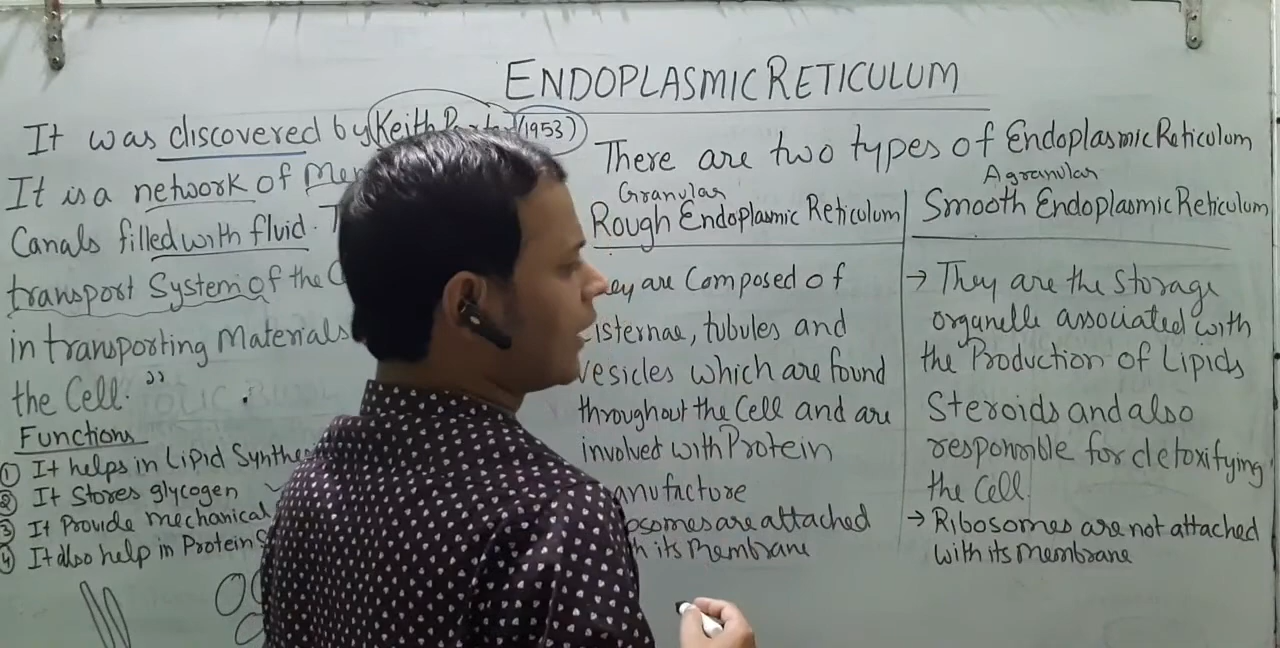 ENDOPLASMIC RETICULUM
It was discovered by Keith (1953)
It is a network of
Canals filled with fluid.
transport System of the
in transporting Materials
the Cell. ”
Functions
① It helps in Lipid
② It Stores glycogen
③ It Provide mechanical
④ It also help in Protein
There are two types of Endoplasmic Reticulum
Granular
Rough Endoplasmic Reticulum
are Composed of
tubules and
vesicles which are found
throughout the Cell and are
involved with Protein
are attached
its Membrane
Agranular
Smooth Endoplasmic Reticulum
→ They are the Storage
organelle associated with
the Production of Lipids
Steroids and also
responsible for detoxifying
the Cell.
→ Ribosomes are not attached
with its Membrane